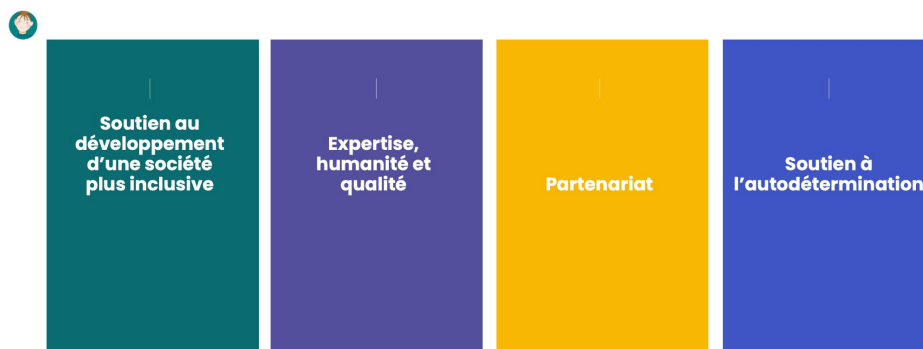 Soutien au
développement
d’une société
plus inclusive
Expertise,
humanité et
qualité
Partenariat
Soutien à
l’autodétermination